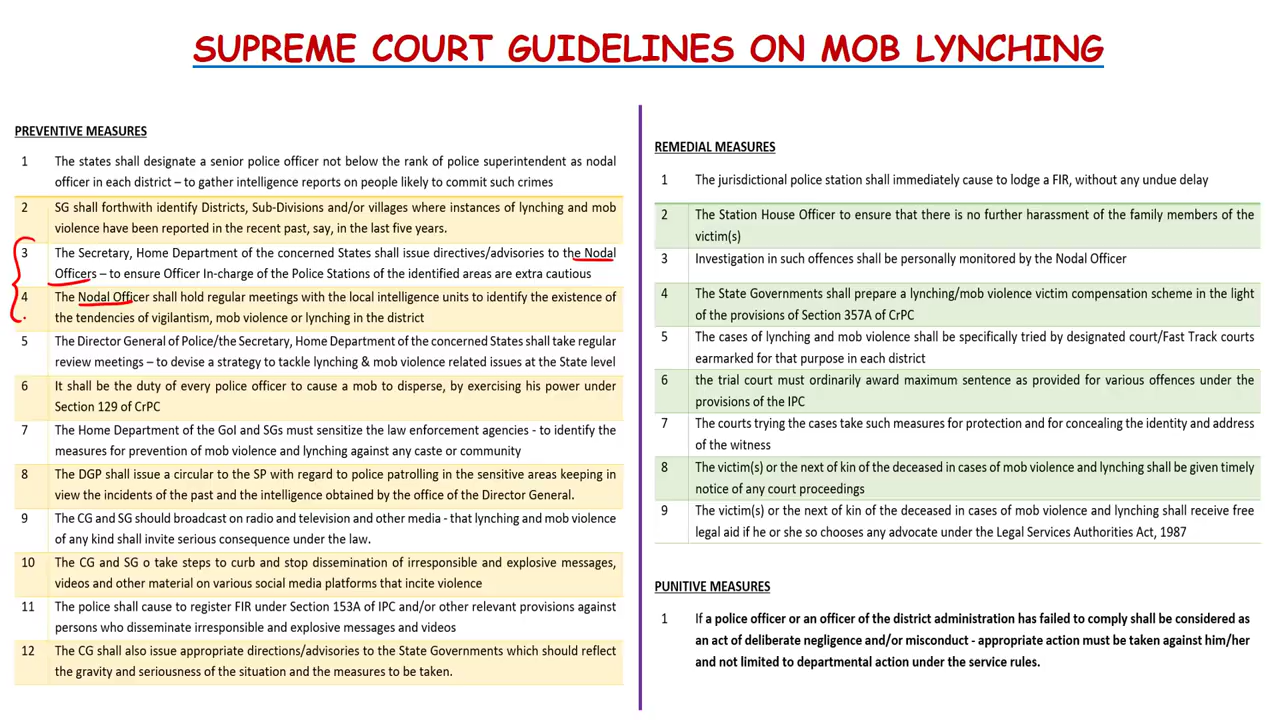 SUPREME COURT GUIDELINES ON MOB LYNCHING
PREVENTIVE MEASURES
1 The states shall designate a senior police officer not below the rank of police superintendent as nodal
officer in each district – to gather intelligence reports on people likely to commit such crimes
2 SG shall forthwith identify Districts, Sub-Divisions and/or villages where instances of lynching and mob
violence have been reported in the recent past, say, in the last five years.
3 The Secretary, Home Department of the concerned States shall issue directives/advisories to the Nodal
Officers – to ensure Officer In-charge of the Police Stations of the identified areas are extra cautious
4 The Nodal Officer shall hold regular meetings with the local intelligence units to identify the existence of
the tendencies of vigilantism, mob violence or lynching in the district
5 The Director General of Police/the Secretary, Home Department of the concerned States shall take regular
review meetings – to devise a strategy to tackle lynching & mob violence related issues at the State level
6 It shall be the duty of every police officer to cause a mob to disperse, by exercising his power under
Section 129 of CrPC
7 The Home Department of the GoI and SGs must sensitize the law enforcement agencies - to identify the
measures for prevention of mob violence and lynching against any caste or community
8 The DGP shall issue a circular to the SP with regard to police patrolling in the sensitive areas keeping in
view the incidents of the past and the intelligence obtained by the office of the Director General.
9 The CG and SG should broadcast on radio and television and other media - that lynching and mob violence
of any kind shall invite serious consequence under the law.
10 The CG and SG o take steps to curb and stop dissemination of irresponsible and explosive messages,
videos and other material on various social media platforms that incite violence
11 The police shall cause to register FIR under Section 153A of IPC and/or other relevant provisions against
persons who disseminate irresponsible and explosive messages and videos
12 The CG shall also issue appropriate directions/advisories to the State Governments which should reflect
the gravity and seriousness of the situation and the measures to be taken.
REMEDIAL MEASURES
1 The jurisdictional police station shall immediately cause to lodge a FIR, without any undue delay
2 The Station House Officer to ensure that there is no further harassment of the family members of the
victim(s)
3 Investigation in such offences shall be personally monitored by the Nodal Officer
4 The State Governments shall prepare a lynching/mob violence victim compensation scheme in the light
of the provisions of Section 357A of CrPC
5 The cases of lynching and mob violence shall be specifically tried by designated court/Fast Track courts
earmarked for that purpose in each district
6 the trial court must ordinarily award maximum sentence as provided for various offences under the
provisions of the IPC
7 The courts trying the cases take such measures for protection and for concealing the identity and address
of the witness
8 The victim(s) or the next of kin of the deceased in cases of mob violence and lynching shall be given timely
notice of any court proceedings
9 The victim(s) or the next of kin of the deceased in cases of mob violence and lynching shall receive free
legal aid if he or she so chooses any advocate under the Legal Services Authorities Act, 1987
PUNITIVE MEASURES
1 If a police officer or an officer of the district administration has failed to comply shall be considered as
an act of deliberate negligence and/or misconduct - appropriate action must be taken against him/her
and not limited to departmental action under the service rules.